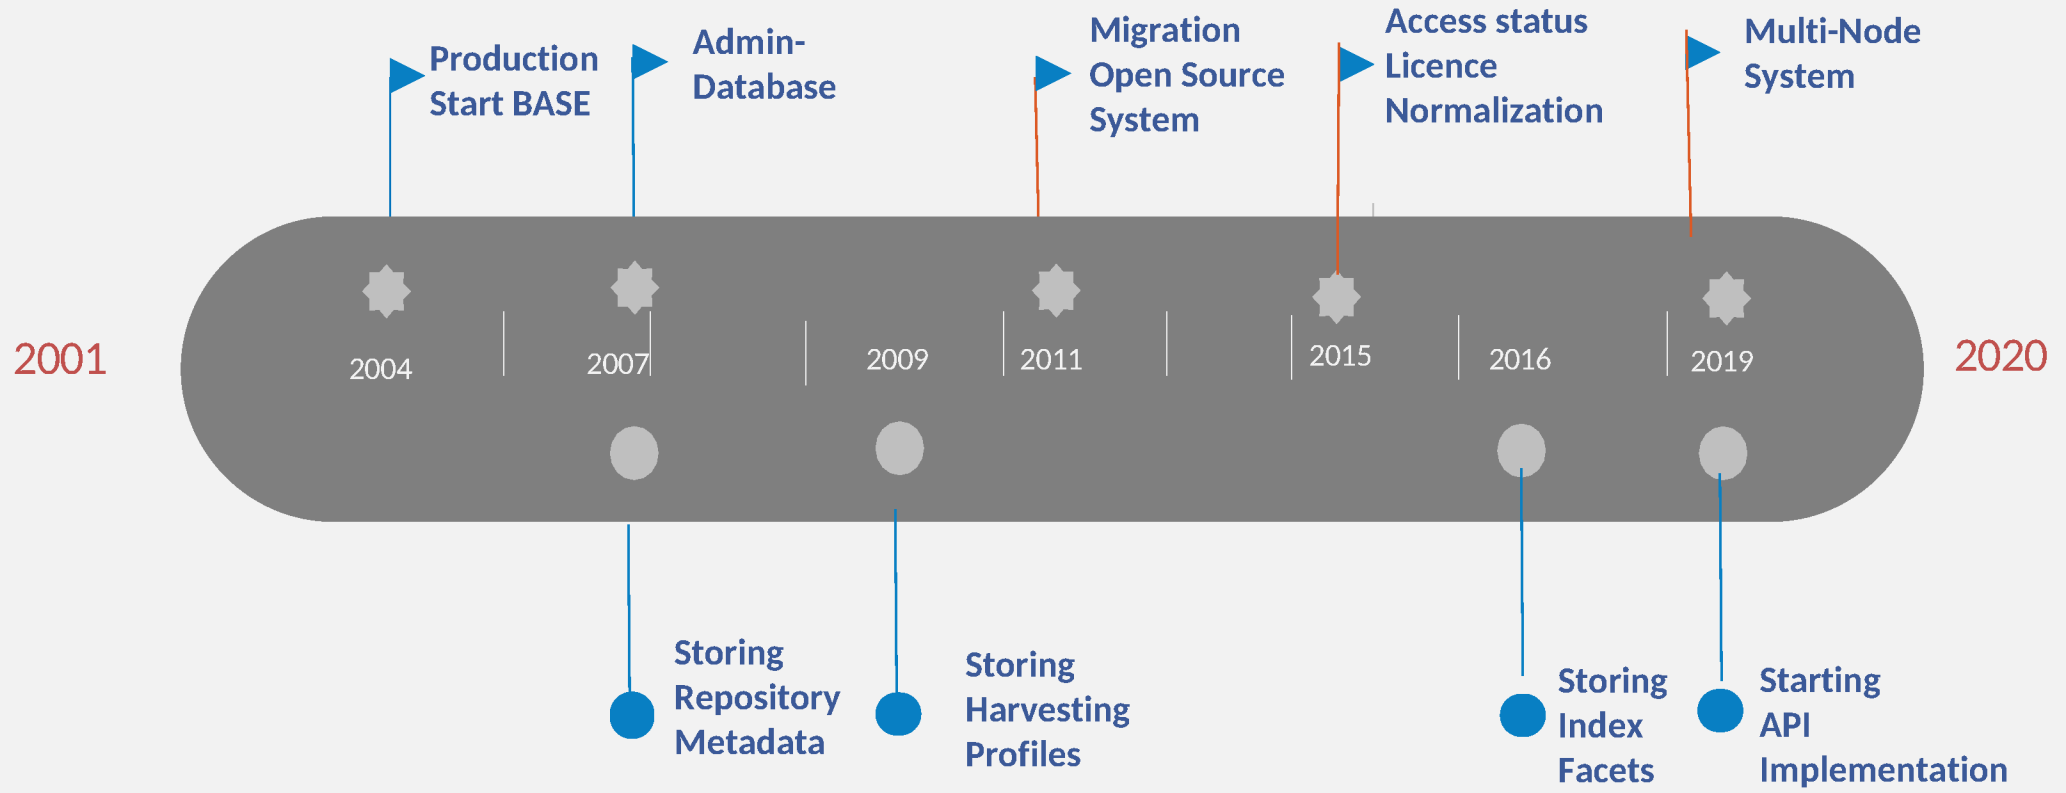 Production
Start BASE
Admin-
Database
Migration
Open Source
System
Access status
Licence
Normalization
Multi-Node
System
2001
2004
2007
2009
2011
2015
2016
2019
2020
Storing
Repository
Metadata
Storing
Harvesting
Profiles
Storing
Index
Facets
Starting
API
Implementation